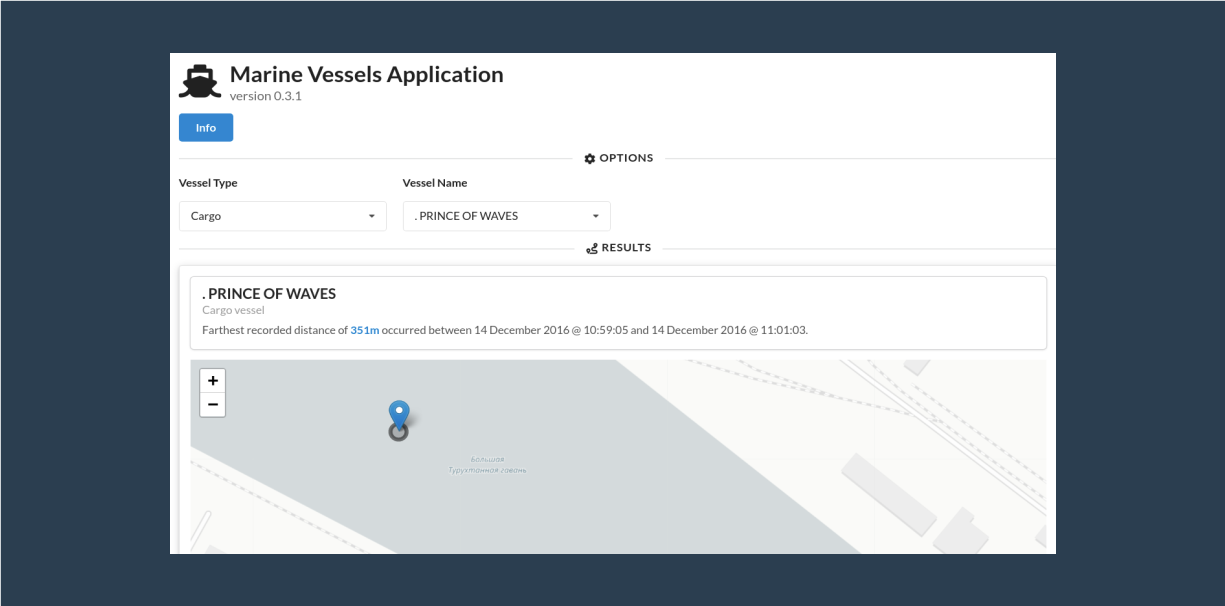 Marine Vessels Application
version 0.3.1
Info
OPTIONS
Vessel Type
Vessel Name
Cargo
. PRINCE OF WAVES
RESULTS
. PRINCE OF WAVES
Cargo vessel
Farthest recorded distance of 351m occurred between 14 December 2016 @ 10:59:05 and 14 December 2016 @ 11:01:03.
+
−
Большая
Турухтанная гавань